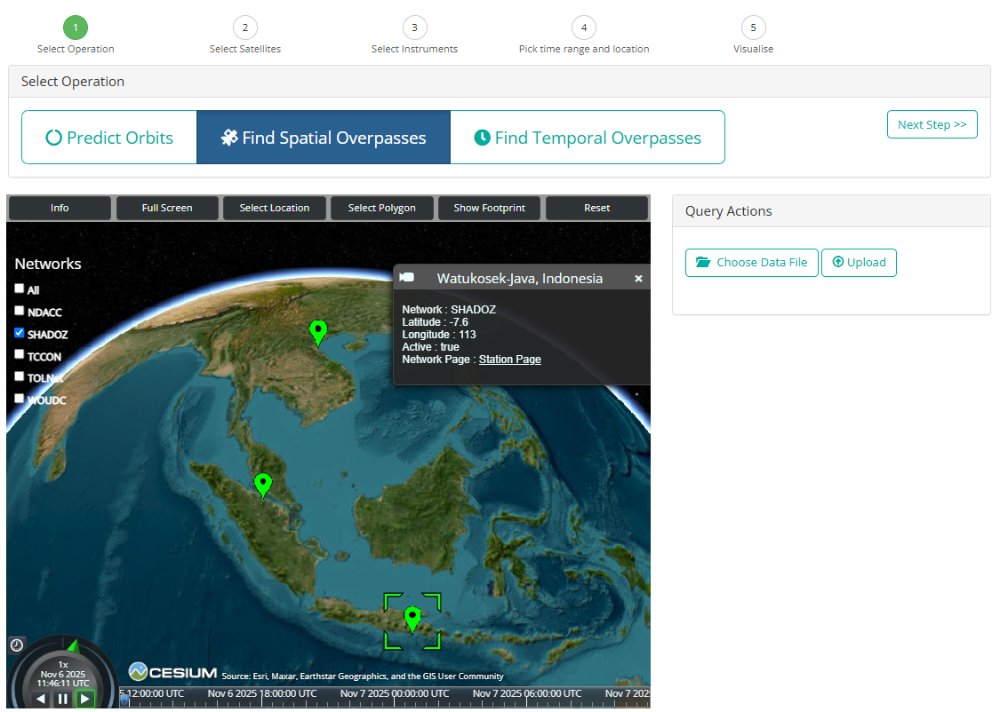 1
Select Operation
2
Select Satellites
3
Select Instruments
4
Pick time range and location
5
Visualise
Select Operation
Predict Orbits
Find Spatial Overpasses
Find Temporal Overpasses
Next Step >>
Info
Full Screen
Select Location
Select Polygon
Show Footprint
Reset
Networks
All
NDACC
SHADOZ
TCCON
TOLNet
WOUDC
Watukosek-Java, Indonesia
×
Network : SHADOZ
Latitude : -7.6
Longitude : 113
Active : true
Network Page : Station Page
1x
Nov 6 2025
11:46:11 UTC
CESIUM
Source: Esri, Maxar, Earthstar Geographics, and the GIS User Community
5 12:00:00 UTC
Nov 6 2025 18:00:00 UTC
Nov 7 2025 00:00:00 UTC
Nov 7 2025 06:00:00 UTC
Nov 7 202
Query Actions
Choose Data File
Upload